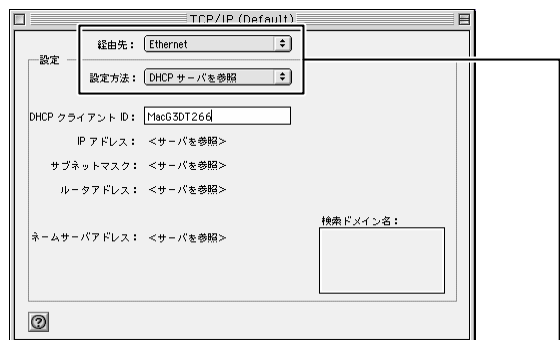 TCP/IP (Default)
経由先： Ethernet
設定
設定方法： DHCP サーバを参照
DHCP クライアント ID： MacG3DT266
IP アドレス： <サーバを参照>
サブネットマスク： <サーバを参照>
ルータアドレス： <サーバを参照>
検索ドメイン名：
ネームサーバアドレス： <サーバを参照>
?